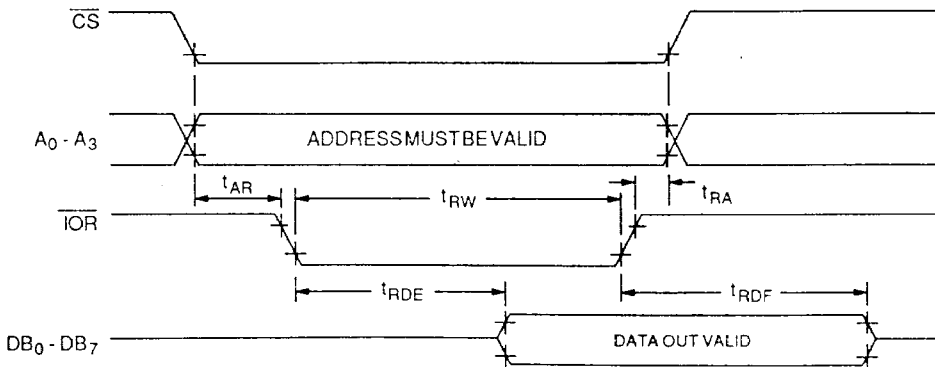 CS
A0 - A3
ADDRESS MUST BE VALID
tAR
tRW
tRA
IOR
tRDE
tRDF
DB0 - DB7
DATA OUT VALID